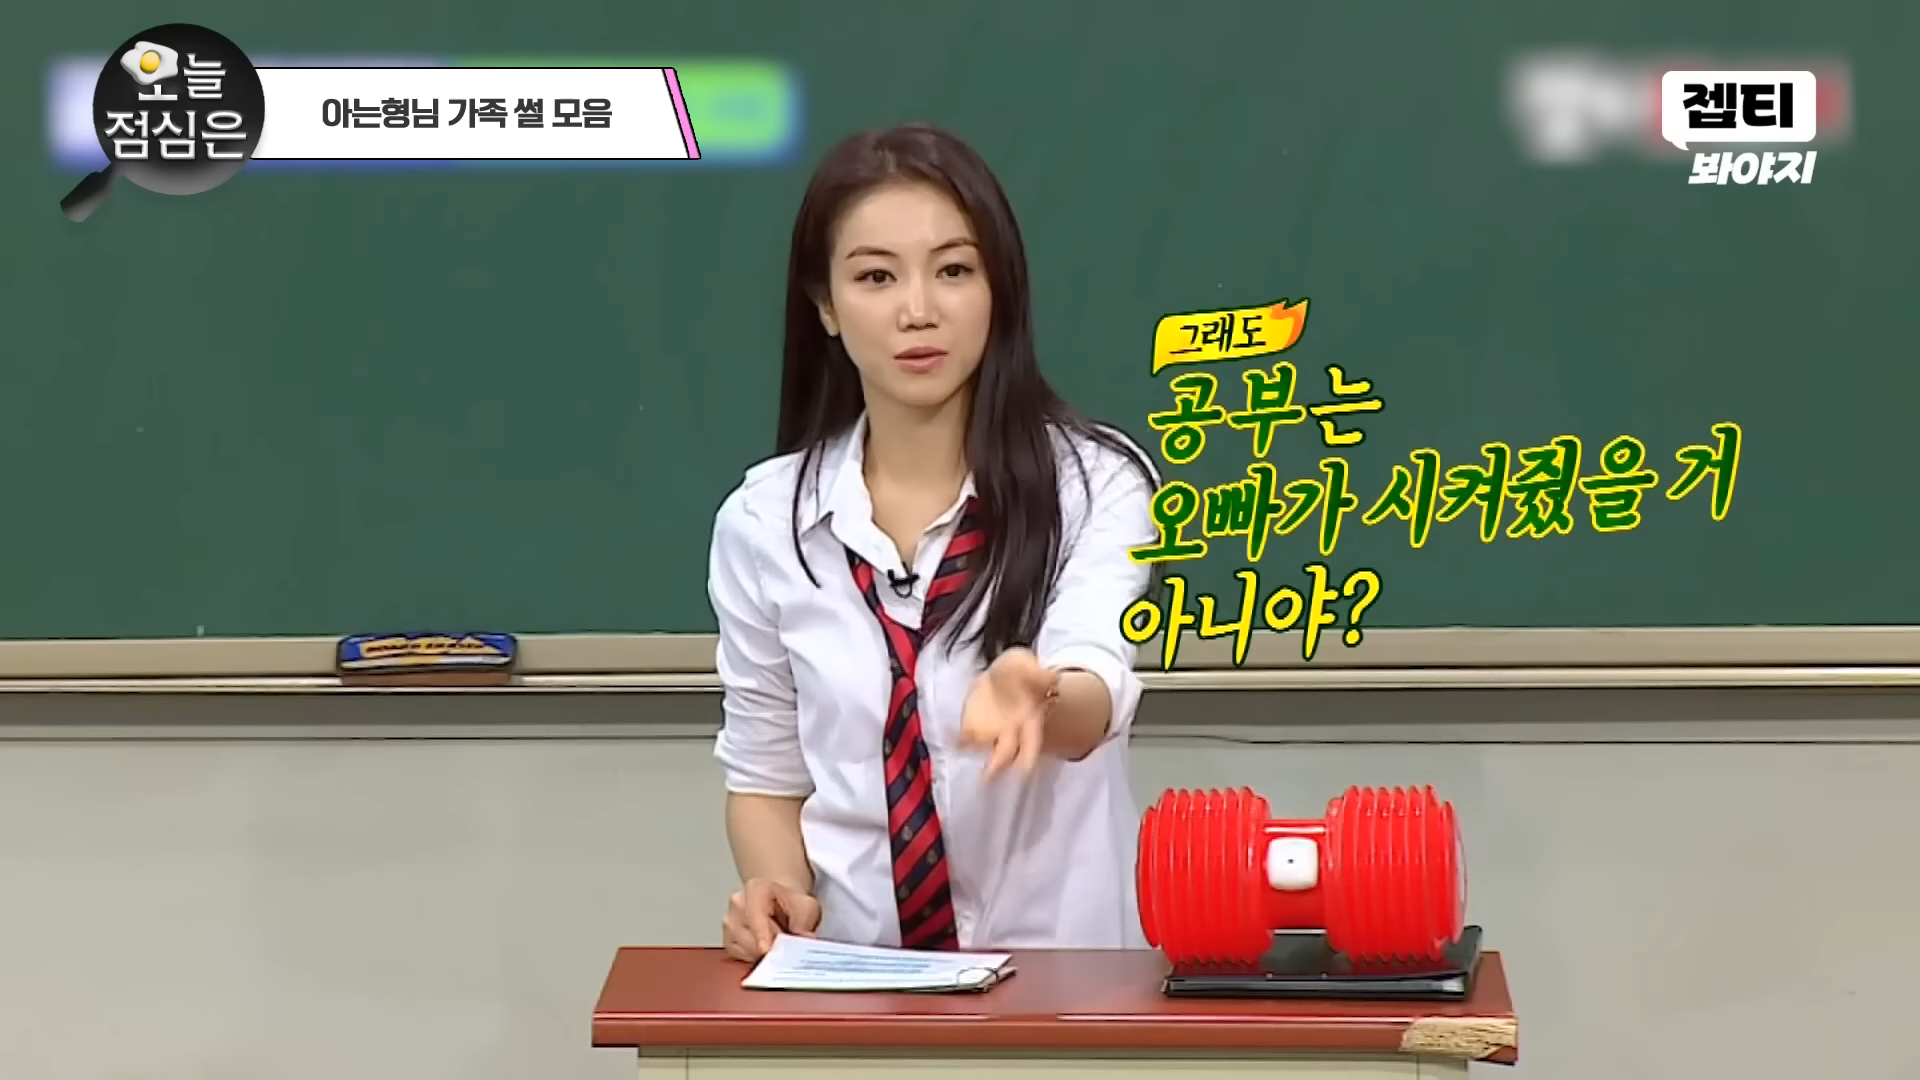 오늘
점심은
아는형님 가족 썰 모음
젭티
봐야지
그래도
공부는
오빠가 시켜줬을 거
아니야?